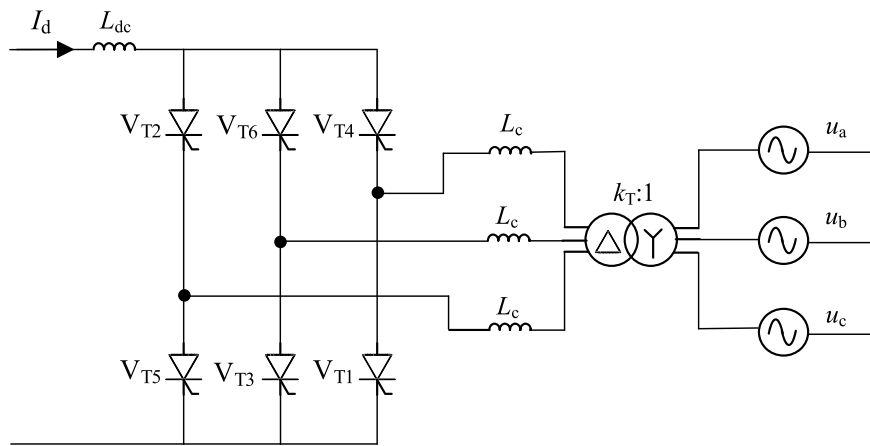 I_d L_dc
V_T2 V_T6 V_T4
L_c
L_c
L_c
k_T:1
△ Y
u_a
u_b
u_c
V_T5 V_T3 V_T1